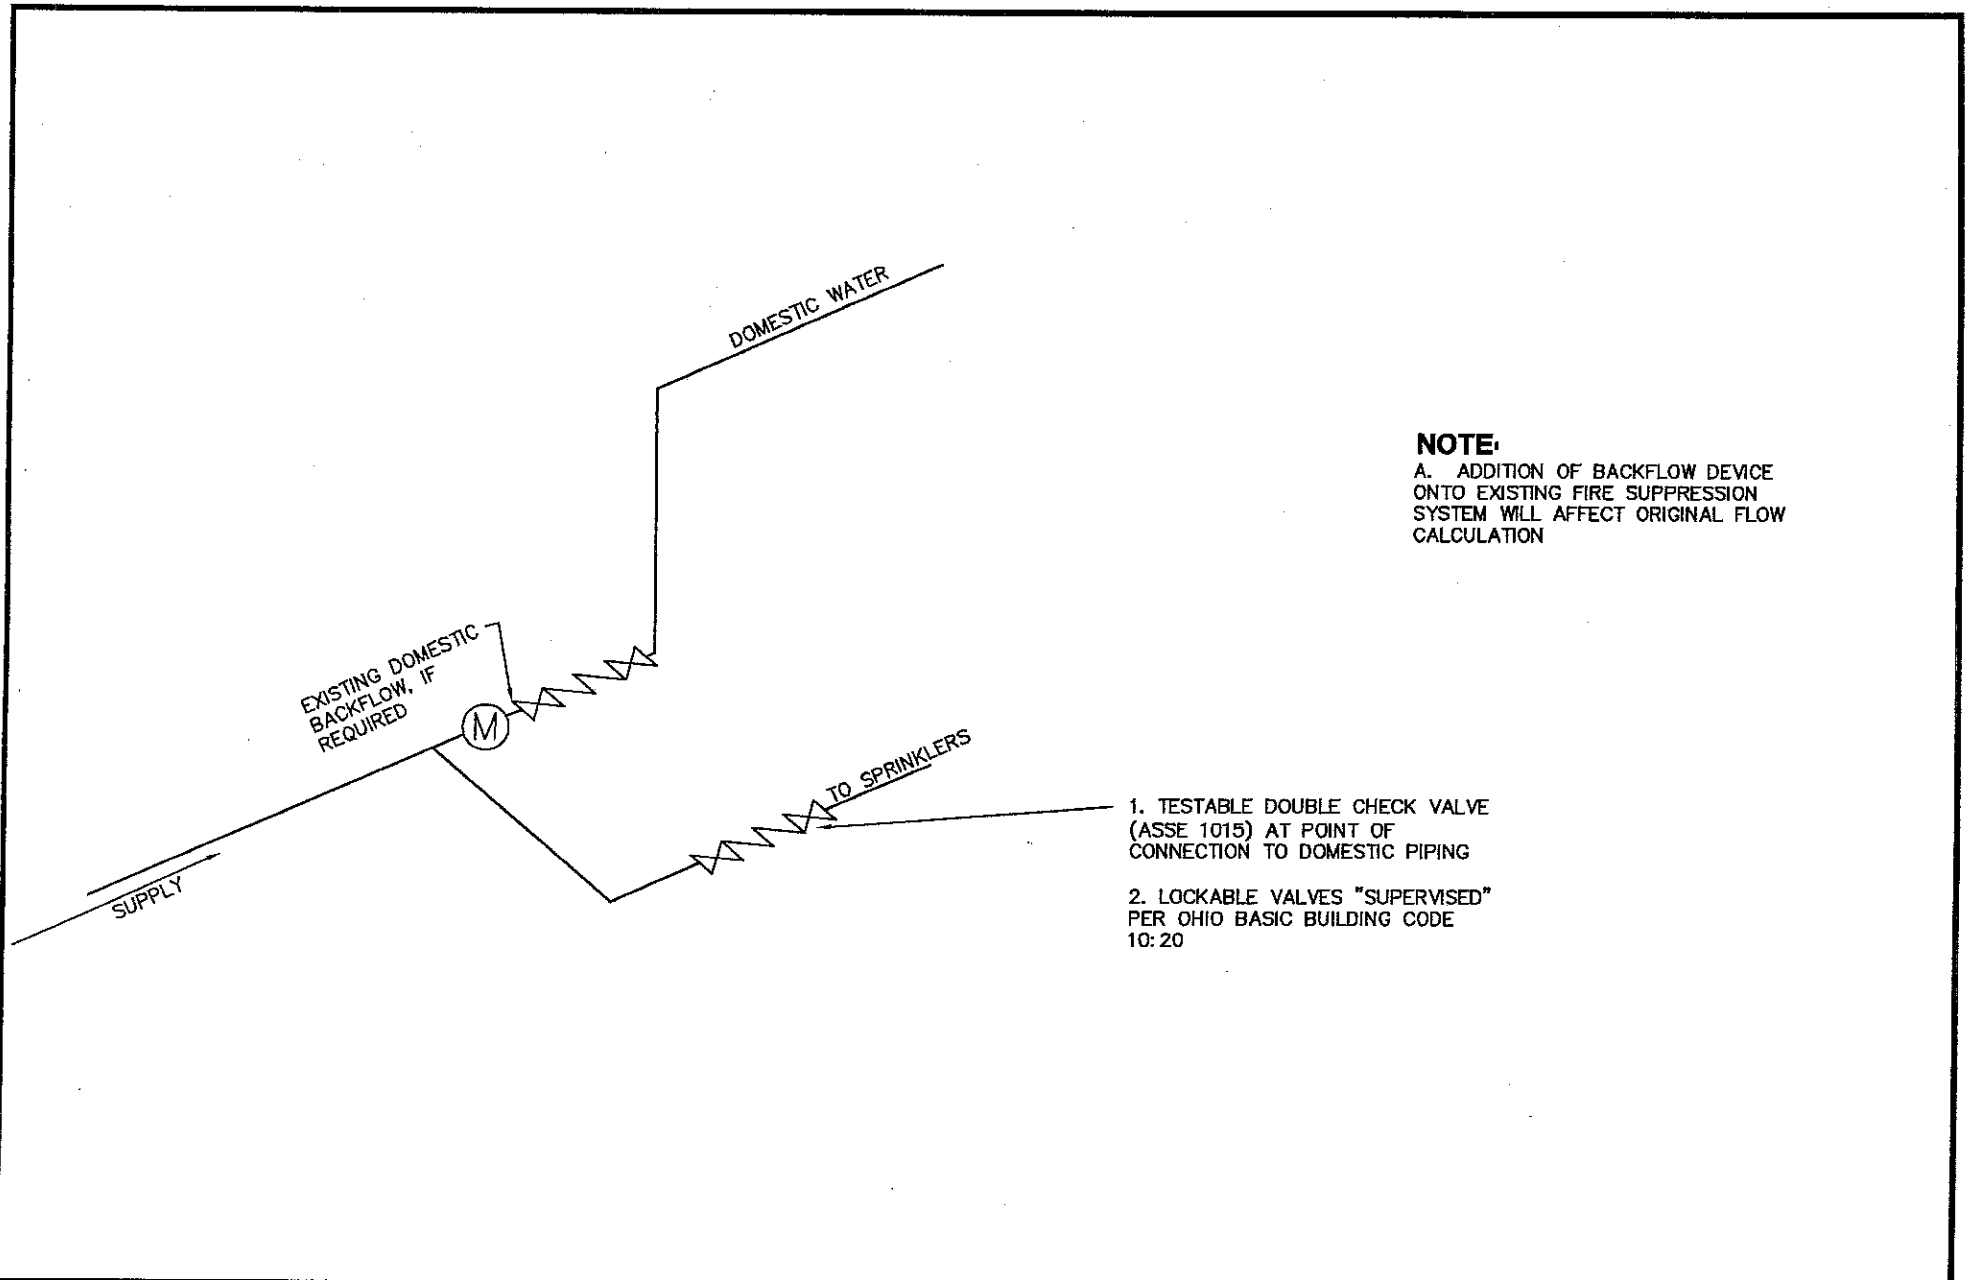 DOMESTIC WATER
NOTE:
A. ADDITION OF BACKFLOW DEVICE
ONTO EXISTING FIRE SUPPRESSION
SYSTEM WILL AFFECT ORIGINAL FLOW
CALCULATION
EXISTING DOMESTIC
BACKFLOW, IF
REQUIRED
M
TO SPRINKLERS
SUPPLY
1. TESTABLE DOUBLE CHECK VALVE
(ASSE 1015) AT POINT OF
CONNECTION TO DOMESTIC PIPING
2. LOCKABLE VALVES "SUPERVISED"
PER OHIO BASIC BUILDING CODE
10:20